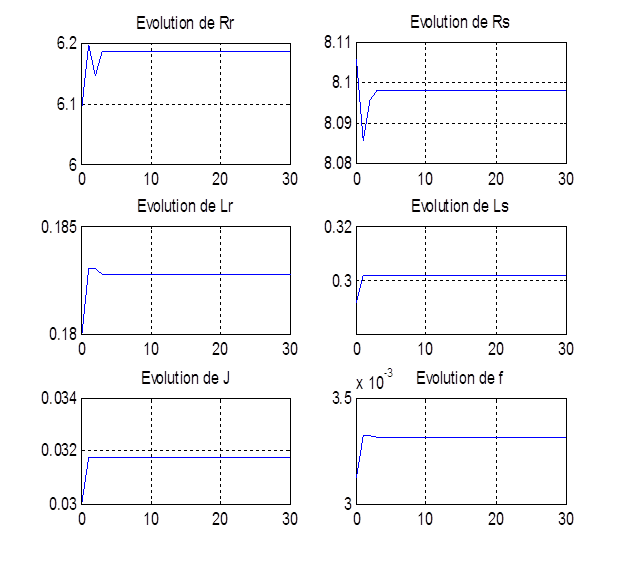 Evolution de Rr
6.2
6.1
6
0 10 20 30
Evolution de Rs
8.11
8.1
8.09
8.08
0 10 20 30
Evolution de Lr
0.185
0.18
0 10 20 30
Evolution de Ls
0.32
0.3
0 10 20 30
Evolution de J
0.034
0.032
0.03
0 10 20 30
x 10⁻³ Evolution de f
3.5
3
0 10 20 30